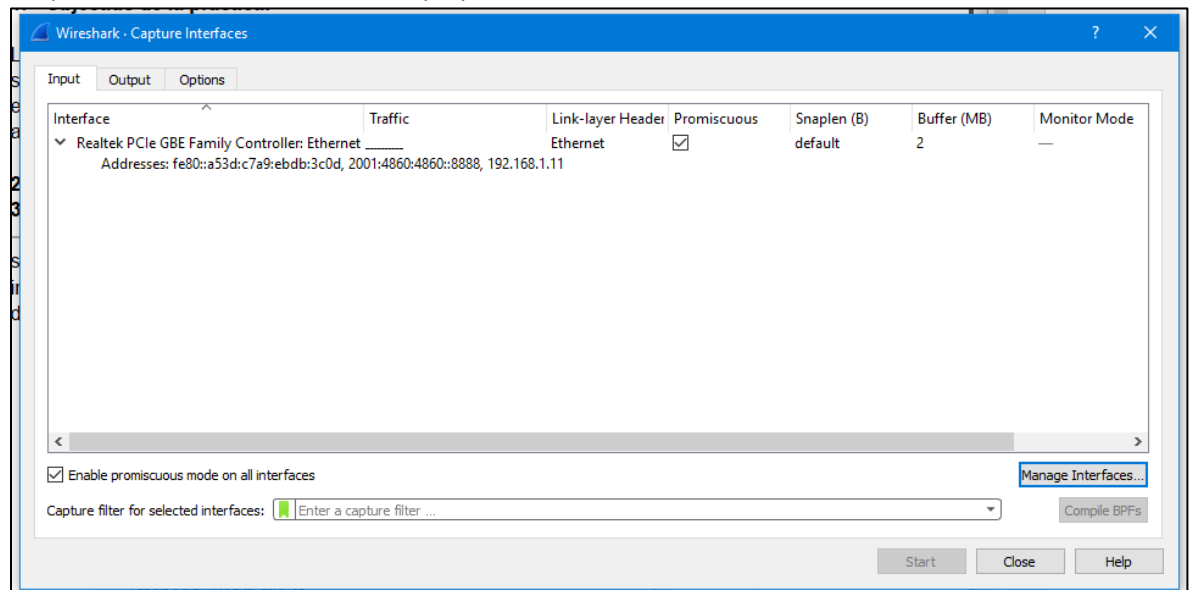 Wireshark · Capture Interfaces ? ×
Input Output Options
Interface Traffic Link-layer Header Promiscuous Snaplen (B) Buffer (MB) Monitor Mode
Realtek PCIe GBE Family Controller: Ethernet Ethernet default 2 —
Addresses: fe80::a53d:c7a9:ebdb:3c0d, 2001:4860:4860::8888, 192.168.1.11
Enable promiscuous mode on all interfaces
Manage Interfaces...
Capture filter for selected interfaces: Enter a capture filter ... Compile BPFs
Start Close Help